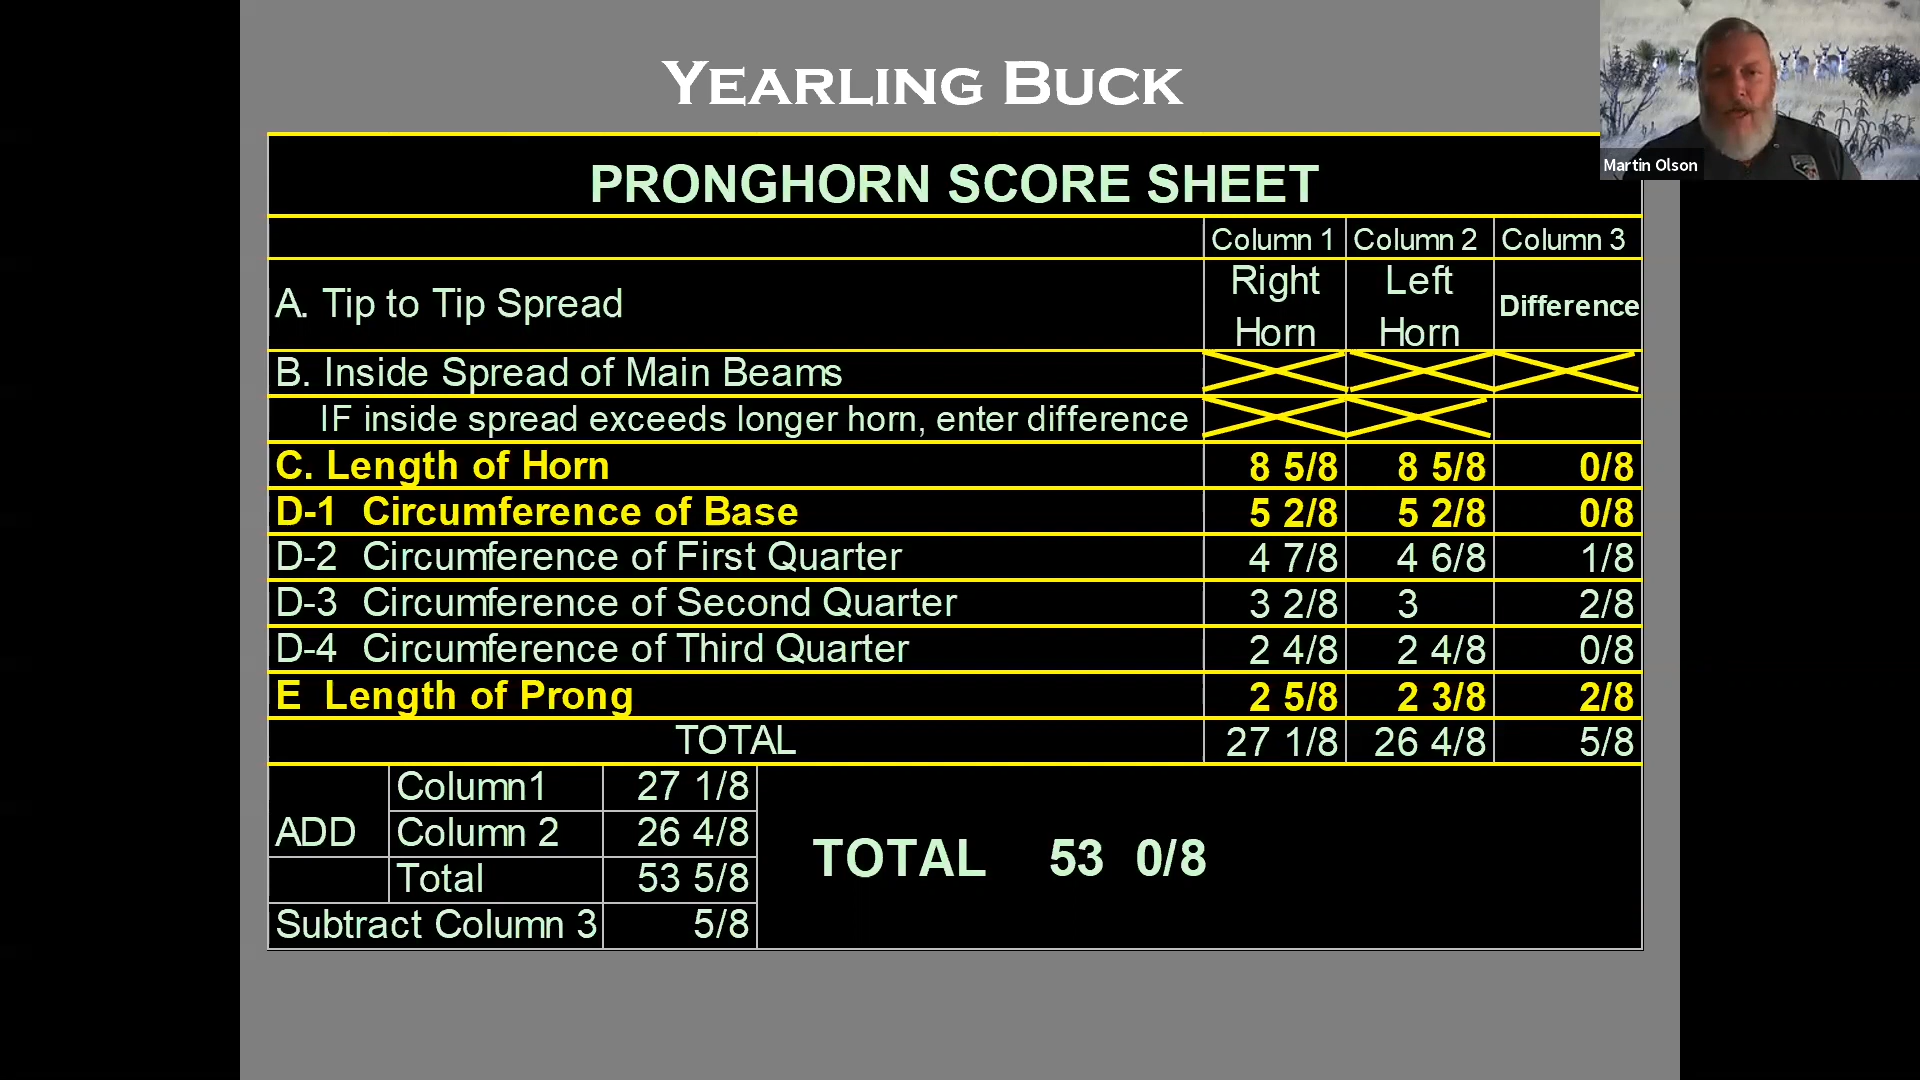 YEARLING BUCK
Martin Olson
PRONGHORN SCORE SHEET
Column 1 Column 2 Column 3
A. Tip to Tip Spread Right Horn Left Horn Difference
B. Inside Spread of Main Beams
IF inside spread exceeds longer horn, enter difference
C. Length of Horn 8 5/8 8 5/8 0/8
D-1 Circumference of Base 5 2/8 5 2/8 0/8
D-2 Circumference of First Quarter 4 7/8 4 6/8 1/8
D-3 Circumference of Second Quarter 3 2/8 3 2/8
D-4 Circumference of Third Quarter 2 4/8 2 4/8 0/8
E Length of Prong 2 5/8 2 3/8 2/8
TOTAL 27 1/8 26 4/8 5/8
Column1 27 1/8
ADD Column 2 26 4/8
Total 53 5/8
Subtract Column 3 5/8
TOTAL 53 0/8